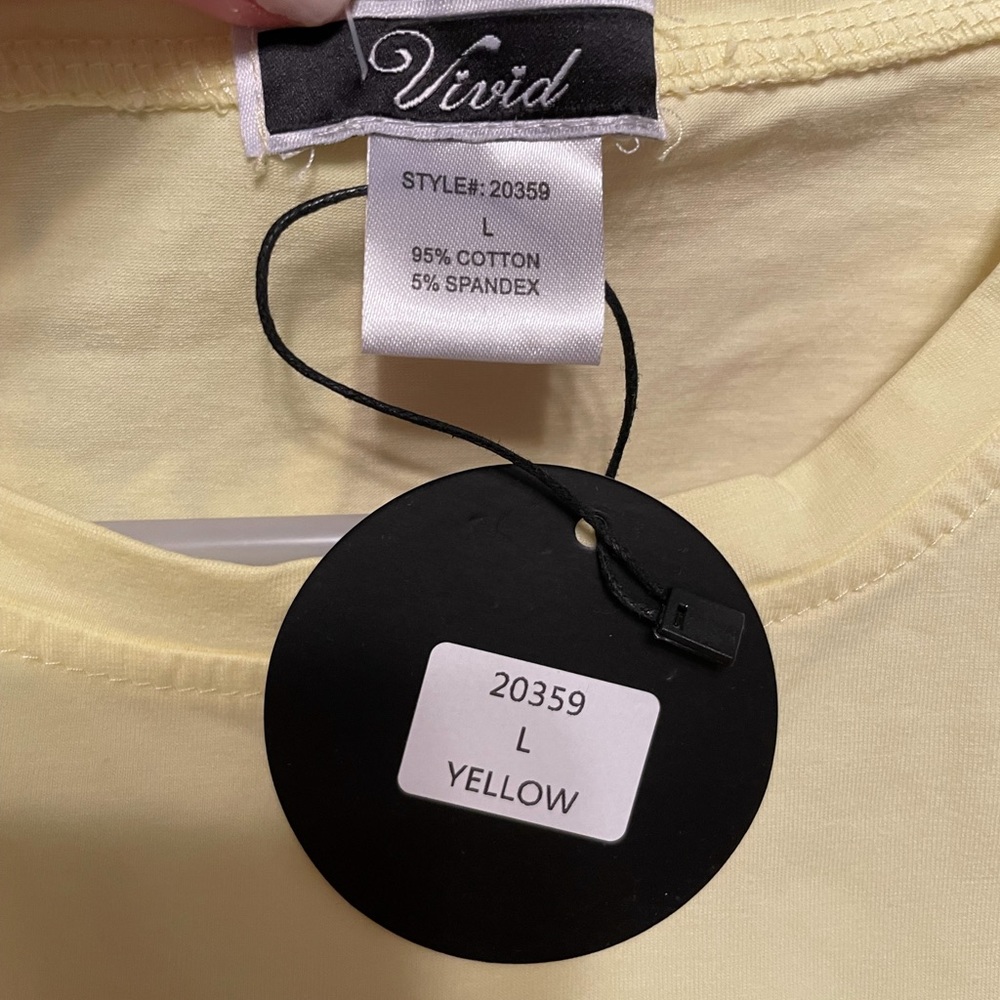 Vivid
STYLE#: 20359
L
95% COTTON
5% SPANDEX
20359
L
YELLOW